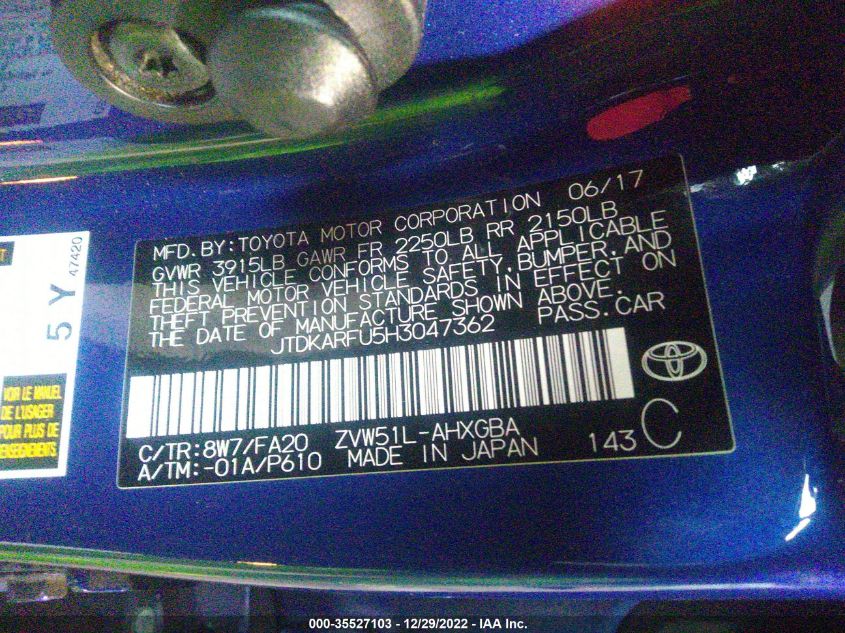 MFD.BY:TOYOTA MOTOR CORPORATION 06/17
GVWR 3915LB GAWR FR 2250LB RR 2150LB
THIS VEHICLE CONFORMS TO ALL APPLICABLE
FEDERAL MOTOR VEHICLE SAFETY,BUMPER,AND
THEFT PREVENTION STANDARDS IN EFFECT ON
THE DATE OF MANUFACTURE SHOWN ABOVE.
JTDKARFU5H3047362 PASS.CAR
C/TR:8W7/FA20 ZVW51L-AHXGBA
A/TM:-01A/P610 MADE IN JAPAN 143 C
5 Y 47420
VOIR LE MANUEL
DE L'USAGER
POUR PLUS DE
RENSEIGNEMENTS.
000-35527103 - 12/29/2022 - IAA Inc.